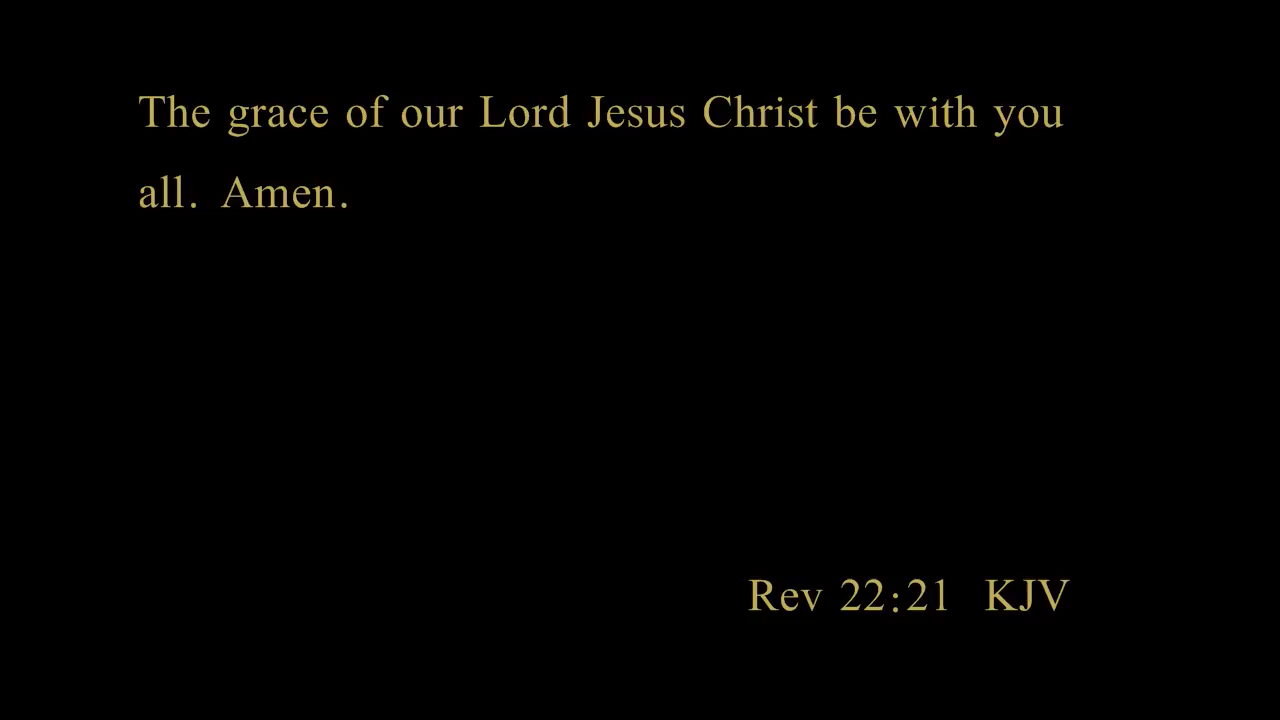 The grace of our Lord Jesus Christ be with you
all. Amen.
Rev 22:21 KJV